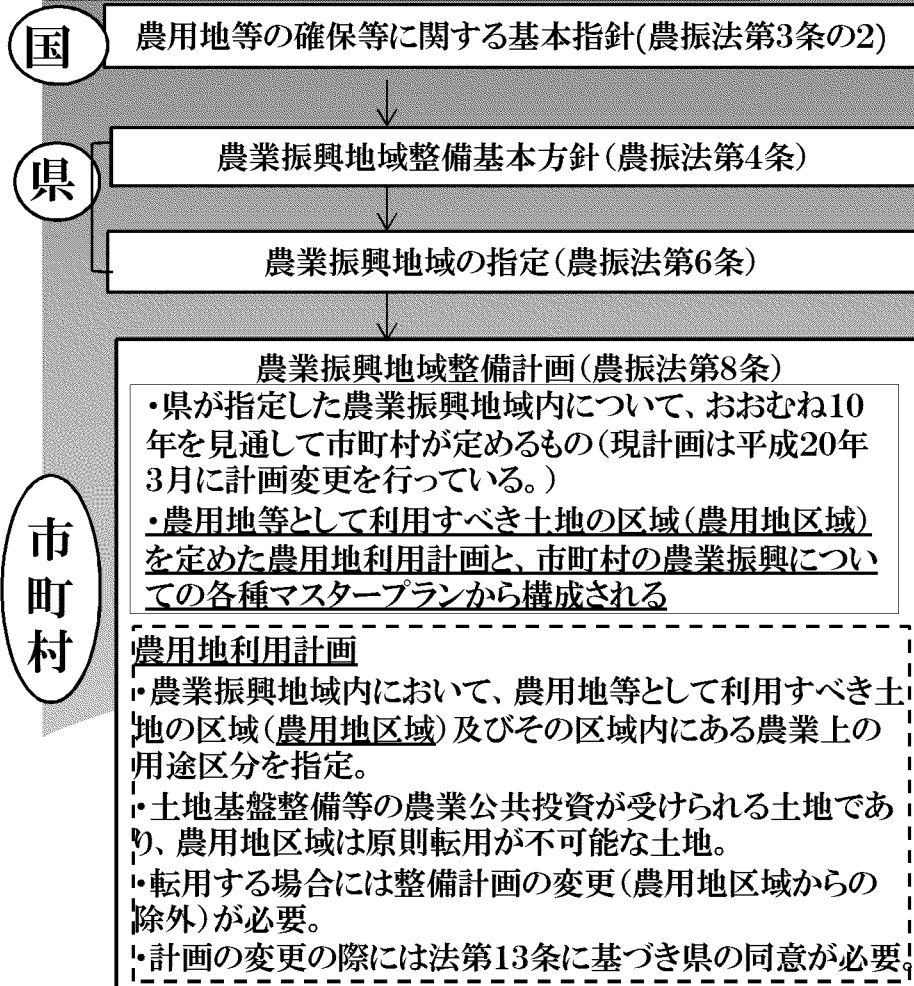 国
農用地等の確保等に関する基本指針(農振法第3条の2)
県
農業振興地域整備基本方針(農振法第4条)
農業振興地域の指定(農振法第6条)
市町村
農業振興地域整備計画(農振法第8条)
・県が指定した農業振興地域内について、おおむね10
年を見通して市町村が定めるもの(現計画は平成20年
3月に計画変更を行っている。)
・農用地等として利用すべき土地の区域(農用地区域)
を定めた農用地利用計画と、市町村の農業振興につい
ての各種マスタープランから構成される
農用地利用計画
・農業振興地域内において、農用地等として利用すべき土
地の区域(農用地区域)及びその区域内にある農業上の
用途区分を指定。
・土地基盤整備等の農業公共投資が受けられる土地であ
り、農用地区域は原則転用が不可能な土地。
・転用する場合には整備計画の変更(農用地区域からの
除外)が必要。
・計画の変更の際には法第13条に基づき県の同意が必要。